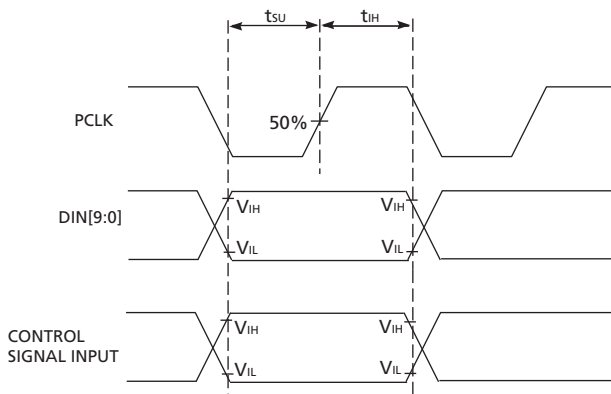 tSU tIH
PCLK
50%
DIN[9:0]
VIH VIH
VIL VIL
CONTROL
SIGNAL INPUT
VIH VIH
VIL VIL